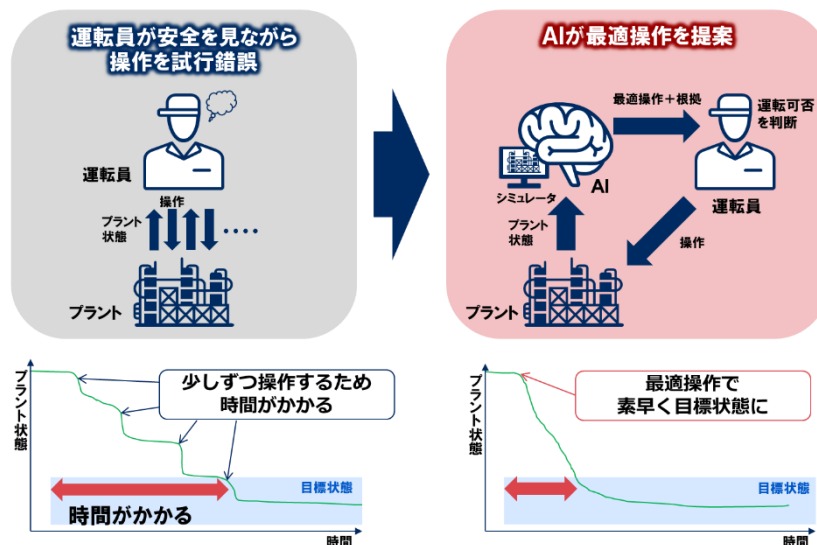 運転員が安全を見ながら
操作を試行錯誤
運転員
操作
プラント
状態
‥‥
プラント
AIが最適操作を提案
最適操作＋根拠
運転可否
を判断
シミュレータ
AI
運転員
プラント
状態
操作
プラント
プラント状態
少しずつ操作するため
時間がかかる
目標状態
時間がかかる
時間
プラント状態
最適操作で
素早く目標状態に
目標状態
時間